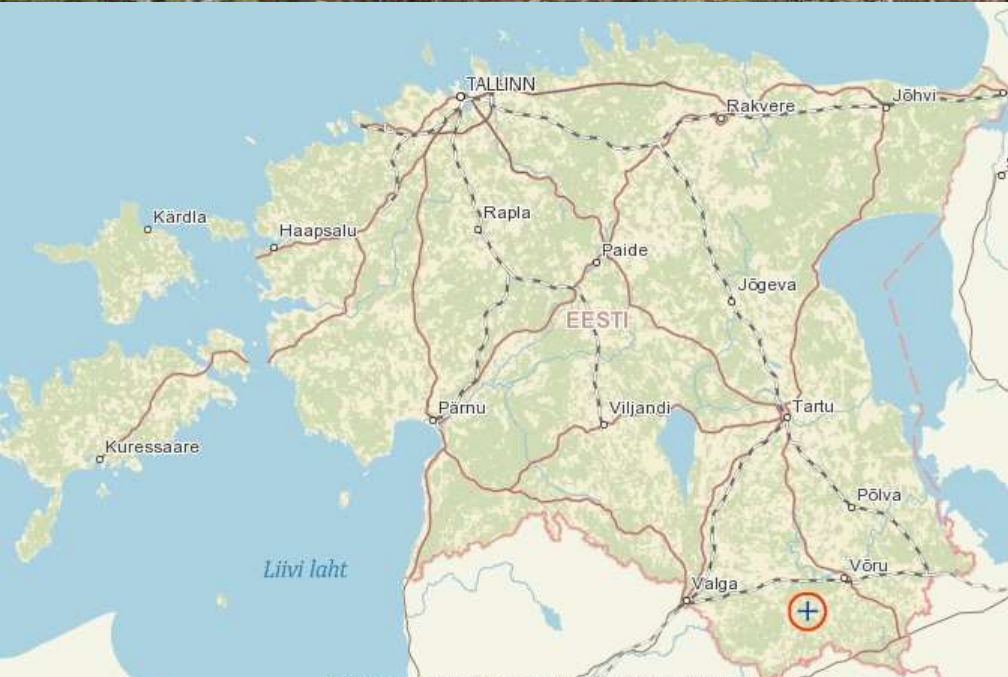 TALLINN
Rakvere
Jõhvi
Kärdla
Haapsalu
Rapla
Paide
Jõgeva
EESTI
Pärnu
Viljandi
Tartu
Kuressaare
Põlva
Liivi laht
Valga
Võru